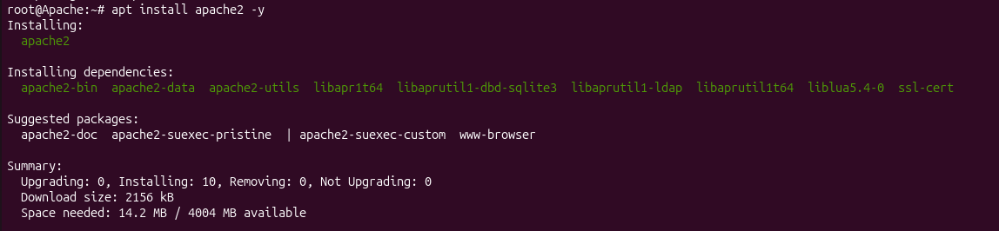 root@Apache:~# apt install apache2 -y
Installing:
  apache2

Installing dependencies:
  apache2-bin  apache2-data  apache2-utils  libapr1t64  libaprutil1-dbd-sqlite3  libaprutil1-ldap  libaprutil1t64  liblua5.4-0  ssl-cert

Suggested packages:
  apache2-doc  apache2-suexec-pristine  | apache2-suexec-custom  www-browser

Summary:
  Upgrading: 0, Installing: 10, Removing: 0, Not Upgrading: 0
  Download size: 2156 kB
  Space needed: 14.2 MB / 4004 MB available